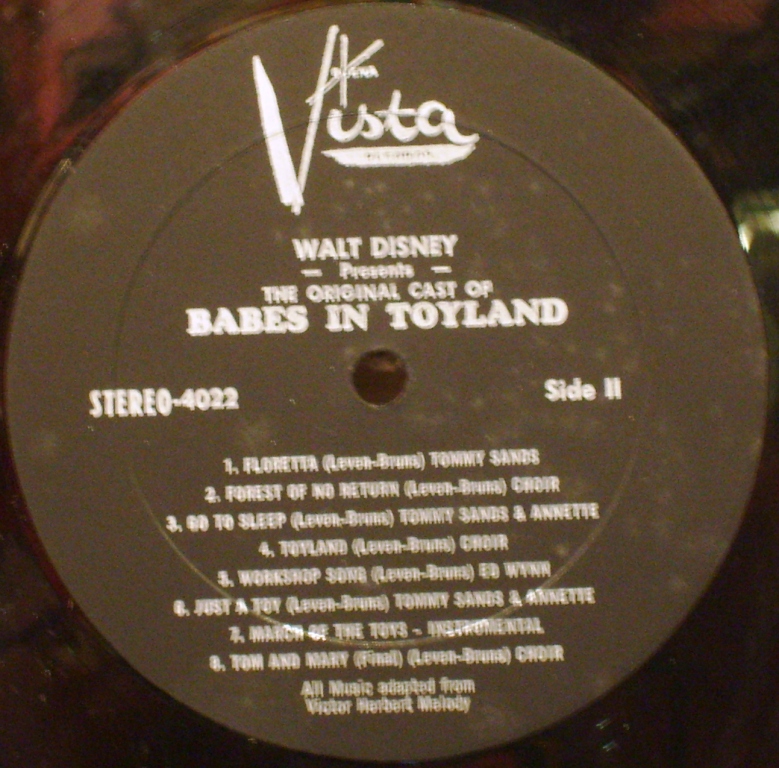 BUENA
Vista
WALT DISNEY
— Presents —
THE ORIGINAL CAST OF
BABES IN TOYLAND
STEREO-4022
Side II
1. FLORETTA (Leven-Bruns) TOMMY SANDS
2. FOREST OF NO RETURN (Leven-Bruns) CHOIR
3. GO TO SLEEP (Leven-Bruns) TOMMY SANDS & ANNETTE
4. TOYLAND (Leven-Bruns) CHOIR
5. WORKSHOP SONG (Leven-Bruns) ED WYNN
6. JUST A TOY (Leven-Bruns) TOMMY SANDS & ANNETTE
7. MARCH OF THE TOYS - INSTRUMENTAL
8. TOM AND MARY (Final) (Leven-Bruns) CHOIR
All Music adapted from
Victor Herbert Melody